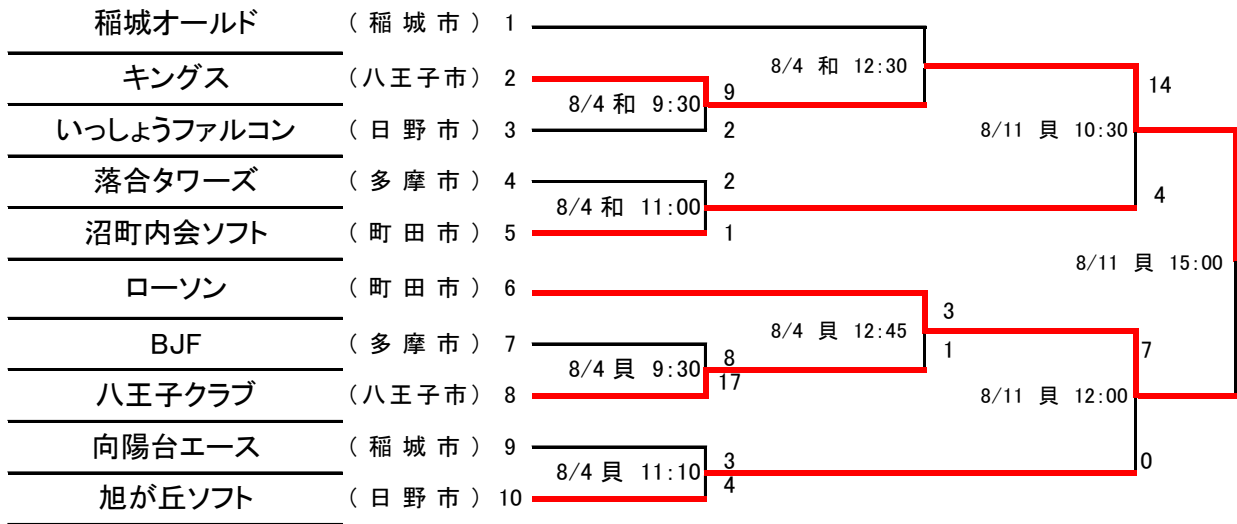 稲城オールド （稲城市） 1
8/4 和 12:30
キングス （八王子市） 2
9
14
8/4 和 9:30
いっしょうファルコン （日野市） 3
2
8/11 貝 10:30
落合タワーズ （多摩市） 4
2
4
8/4 和 11:00
沼町内会ソフト （町田市） 5
1
8/11 貝 15:00
ローソン （町田市） 6
3
8/4 貝 12:45
BJF （多摩市） 7
1
7
8
8/4 貝 9:30
17
八王子クラブ （八王子市） 8
8/11 貝 12:00
向陽台エース （稲城市） 9
3
0
8/4 貝 11:10
4
旭が丘ソフト （日野市） 10